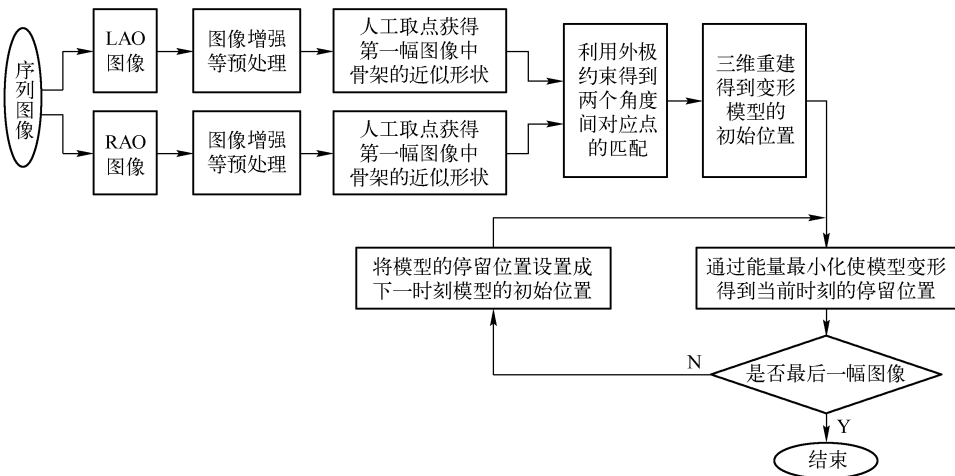 序列图像
LAO
图像
图像增强
等预处理
人工取点获得
第一幅图像中
骨架的近似形状
RAO
图像
图像增强
等预处理
人工取点获得
第一幅图像中
骨架的近似形状
利用外极
约束得到
两个角度
间对应点
的匹配
三维重建
得到变形
模型的
初始位置
将模型的停留位置设置成
下一时刻模型的初始位置
通过能量最小化使模型变形
得到当前时刻的停留位置
N
是否最后一幅图像
Y
结束